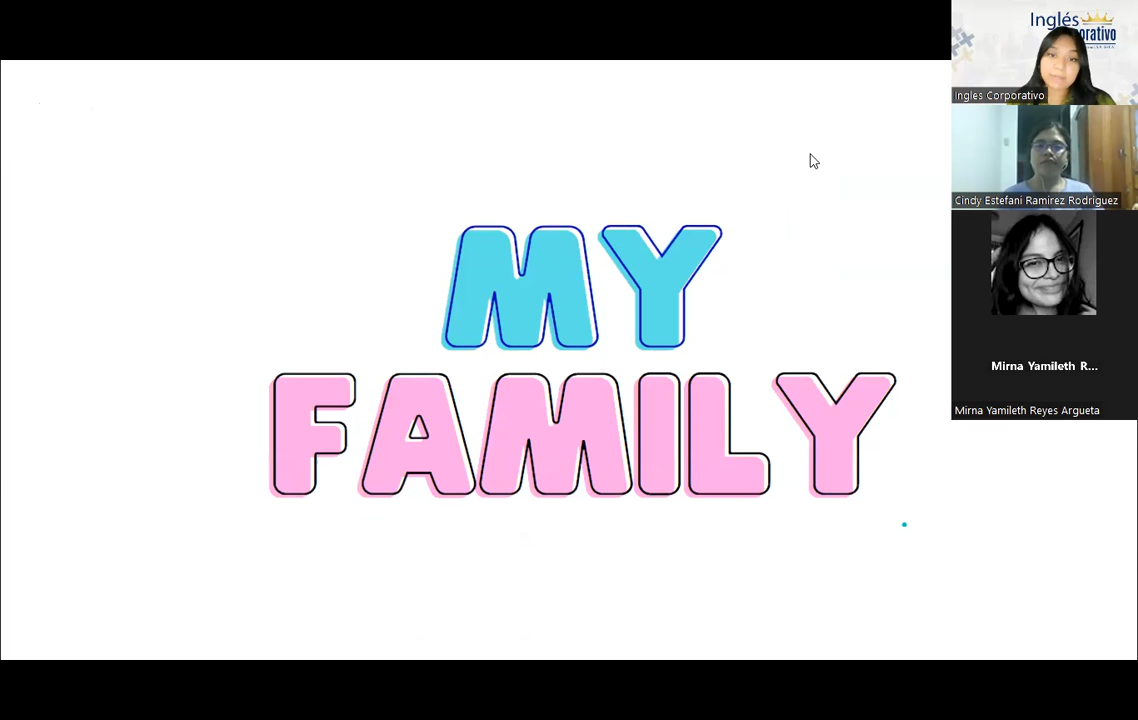 MY
FAMILY
Inglés
orativo
Ingles Corporativo
Cindy Estefani Ramirez Rodriguez
Mirna Yamileth R...
Mirna Yamileth Reyes Argueta